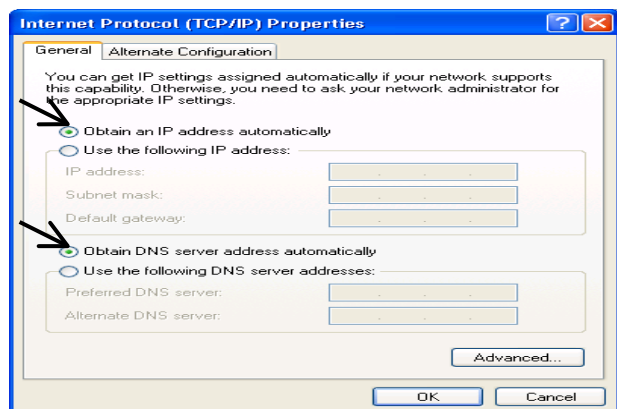 Internet Protocol (TCP/IP) Properties
General
Alternate Configuration
You can get IP settings assigned automatically if your network supports
this capability. Otherwise, you need to ask your network administrator for
the appropriate IP settings.
Obtain an IP address automatically
Use the following IP address:
IP address:
Subnet mask:
Default gateway:
Obtain DNS server address automatically
Use the following DNS server addresses:
Preferred DNS server:
Alternate DNS server:
Advanced...
OK
Cancel